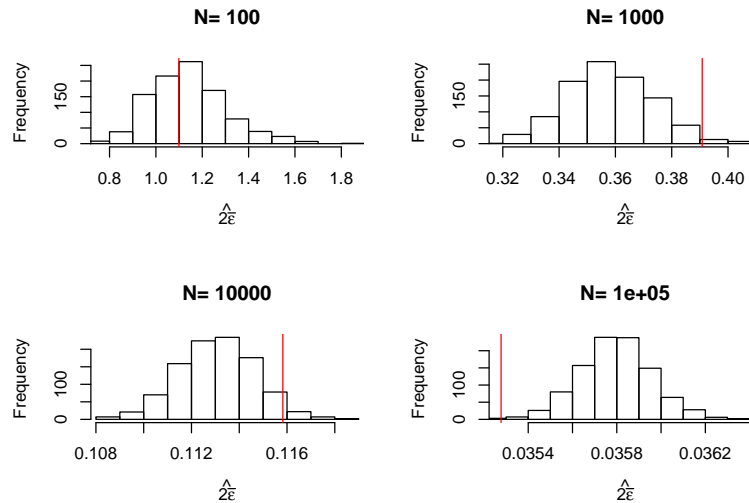 N= 100
Frequency
0 150
0.8 1.0 1.2 1.4 1.6 1.8
2ε̂
N= 1000
Frequency
0 150
0.32 0.34 0.36 0.38 0.40
2ε̂
N= 10000
Frequency
0 100
0.108 0.112 0.116
2ε̂
N= 1e+05
Frequency
0 100
0.0354 0.0358 0.0362
2ε̂